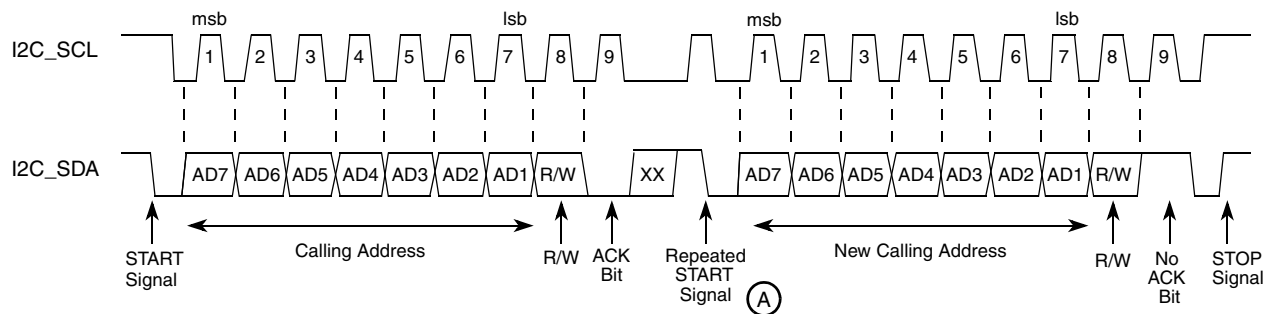 msb lsb msb lsb
I2C_SCL 1 2 3 4 5 6 7 8 9 1 2 3 4 5 6 7 8 9
I2C_SDA AD7 AD6 AD5 AD4 AD3 AD2 AD1 R/W XX AD7 AD6 AD5 AD4 AD3 AD2 AD1 R/W
START
Signal
Calling Address
R/W
ACK
Bit
Repeated
START
Signal
A
New Calling Address
R/W
No
ACK
Bit
STOP
Signal